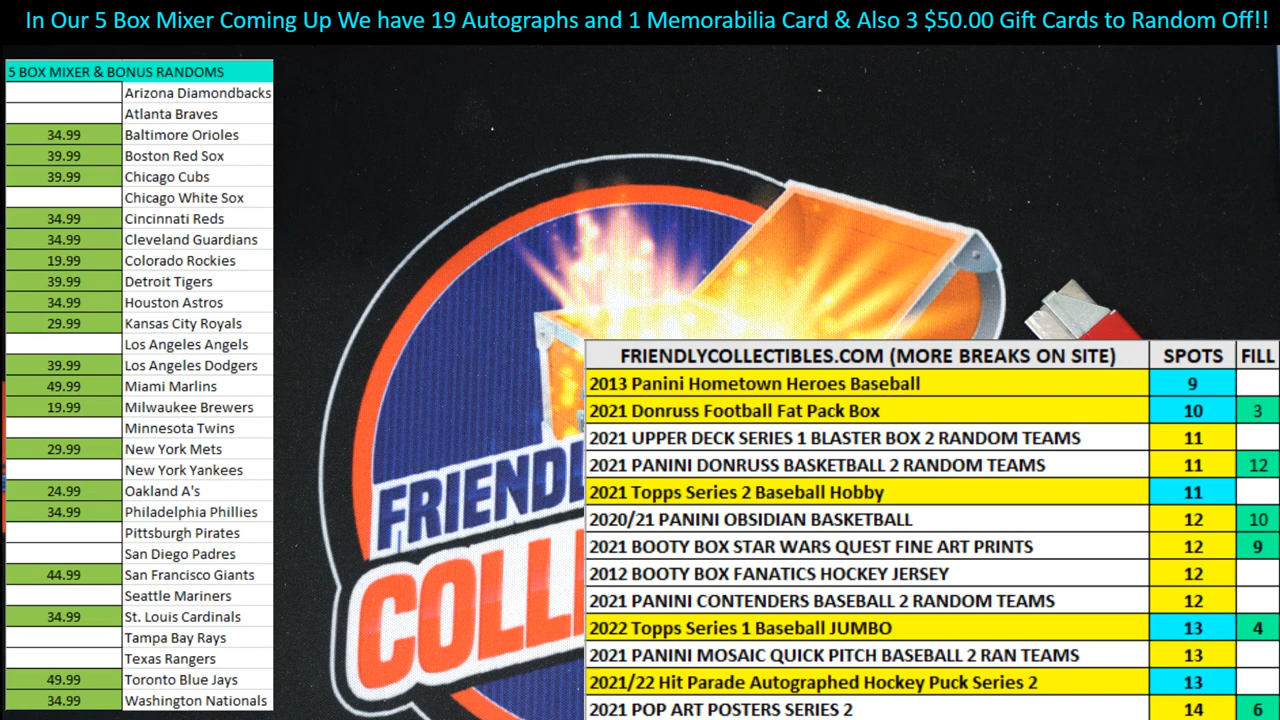 In Our 5 Box Mixer Coming Up We have 19 Autographs and 1 Memorabilia Card & Also 3 $50.00 Gift Cards to Random Off!!
5 BOX MIXER & BONUS RANDOMS
Arizona Diamondbacks
Atlanta Braves
34.99 Baltimore Orioles
39.99 Boston Red Sox
39.99 Chicago Cubs
Chicago White Sox
34.99 Cincinnati Reds
34.99 Cleveland Guardians
19.99 Colorado Rockies
39.99 Detroit Tigers
34.99 Houston Astros
29.99 Kansas City Royals
Los Angeles Angels
39.99 Los Angeles Dodgers
49.99 Miami Marlins
19.99 Milwaukee Brewers
Minnesota Twins
29.99 New York Mets
New York Yankees
24.99 Oakland A's
34.99 Philadelphia Phillies
Pittsburgh Pirates
San Diego Padres
44.99 San Francisco Giants
Seattle Mariners
34.99 St. Louis Cardinals
Tampa Bay Rays
Texas Rangers
49.99 Toronto Blue Jays
34.99 Washington Nationals
FRIENDL
COLL
FRIENDLYCOLLECTIBLES.COM (MORE BREAKS ON SITE) SPOTS FILL
2013 Panini Hometown Heroes Baseball 9
2021 Donruss Football Fat Pack Box 10 3
2021 UPPER DECK SERIES 1 BLASTER BOX 2 RANDOM TEAMS 11
2021 PANINI DONRUSS BASKETBALL 2 RANDOM TEAMS 11 12
2021 Topps Series 2 Baseball Hobby 11
2020/21 PANINI OBSIDIAN BASKETBALL 12 10
2021 BOOTY BOX STAR WARS QUEST FINE ART PRINTS 12 9
2012 BOOTY BOX FANATICS HOCKEY JERSEY 12
2021 PANINI CONTENDERS BASEBALL 2 RANDOM TEAMS 12
2022 Topps Series 1 Baseball JUMBO 13 4
2021 PANINI MOSAIC QUICK PITCH BASEBALL 2 RAN TEAMS 13
2021/22 Hit Parade Autographed Hockey Puck Series 2 13
2021 POP ART POSTERS SERIES 2 14 6